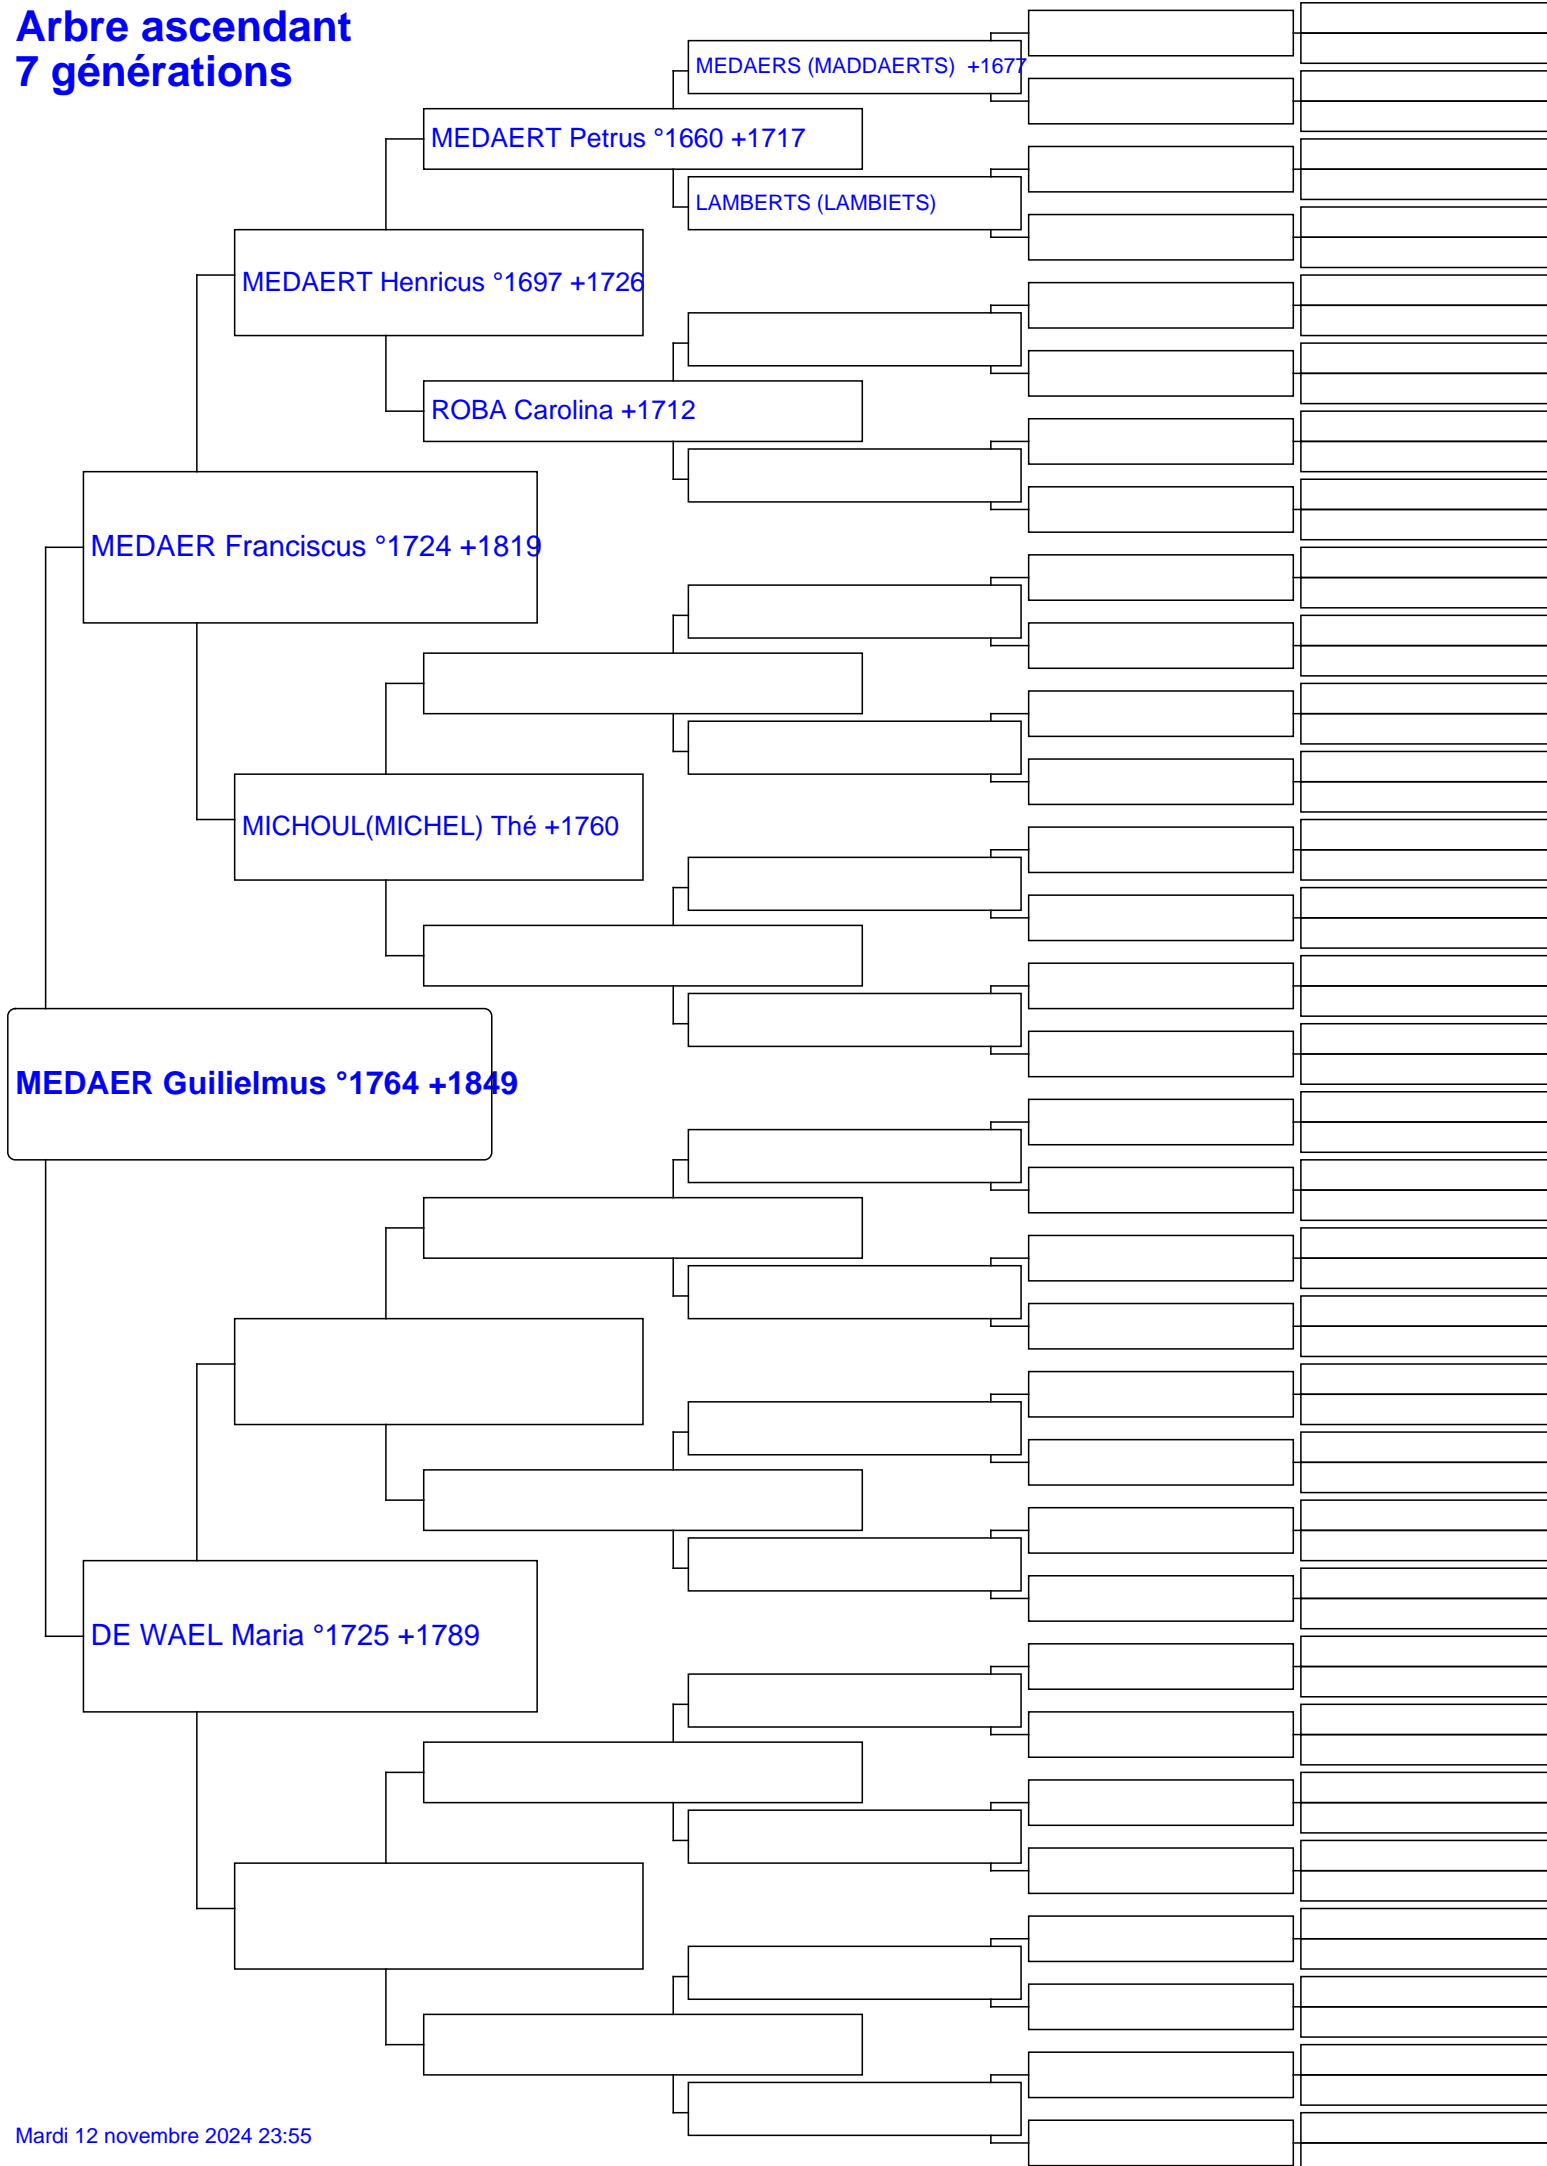 Arbre ascendant
7 générations
MEDAERS (MADDAERTS)  +1677
MEDAERT Petrus °1660 +1717
LAMBERTS (LAMBIETS)
MEDAERT Henricus °1697 +1726
ROBA Carolina +1712
MEDAER Franciscus °1724 +1819
MICHOUL(MICHEL) Thé +1760
MEDAER Guilielmus °1764 +1849
DE WAEL Maria °1725 +1789
Mardi 12 novembre 2024 23:55